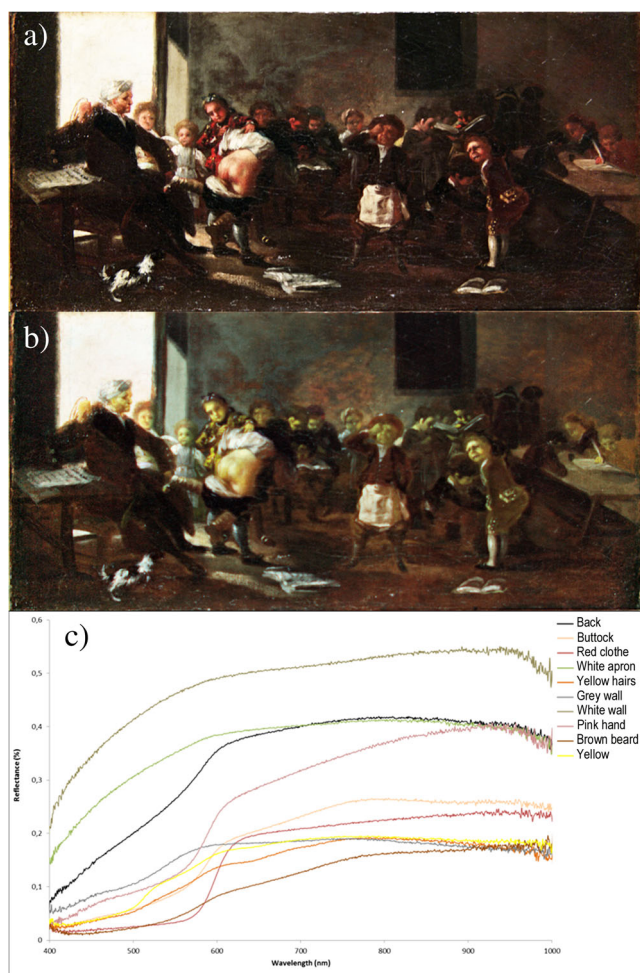 a)
b)
c)
0,6
0,5
0,4
0,3
0,2
0,1
0
Reflectance (%)
400
500
600
700
800
900
1000
Wavelength (nm)
Back
Buttock
Red clothe
White apron
Yellow hairs
Grey wall
White wall
Pink hand
Brown beard
Yellow